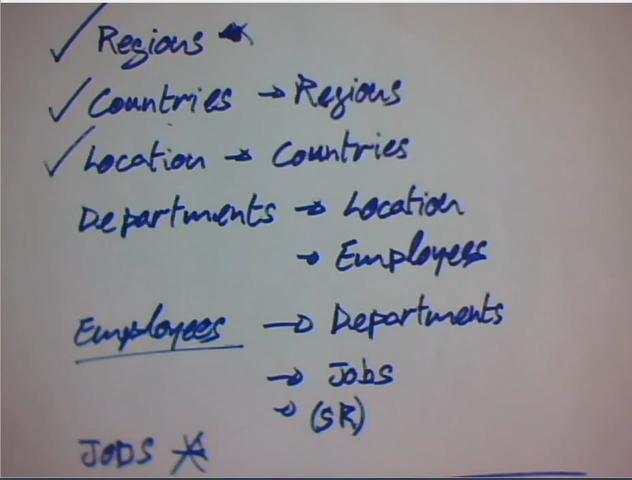 Regions
Countries → Regions
Location → Countries
Departments → Location
→ Employees
Employees → Departments
→ Jobs
→ (SR)
JOBS *